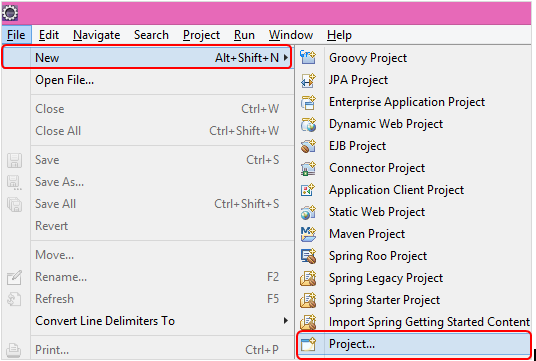 File Edit Navigate Search Project Run Window Help
New Alt+Shift+N
Open File...
Close Ctrl+W
Close All Ctrl+Shift+W
Save Ctrl+S
Save As...
Save All Ctrl+Shift+S
Revert
Move...
Rename... F2
Refresh F5
Convert Line Delimiters To
Print... Ctrl+P
Groovy Project
JPA Project
Enterprise Application Project
Dynamic Web Project
EJB Project
Connector Project
Application Client Project
Static Web Project
Maven Project
Spring Roo Project
Spring Legacy Project
Spring Starter Project
Import Spring Getting Started Content
Project...